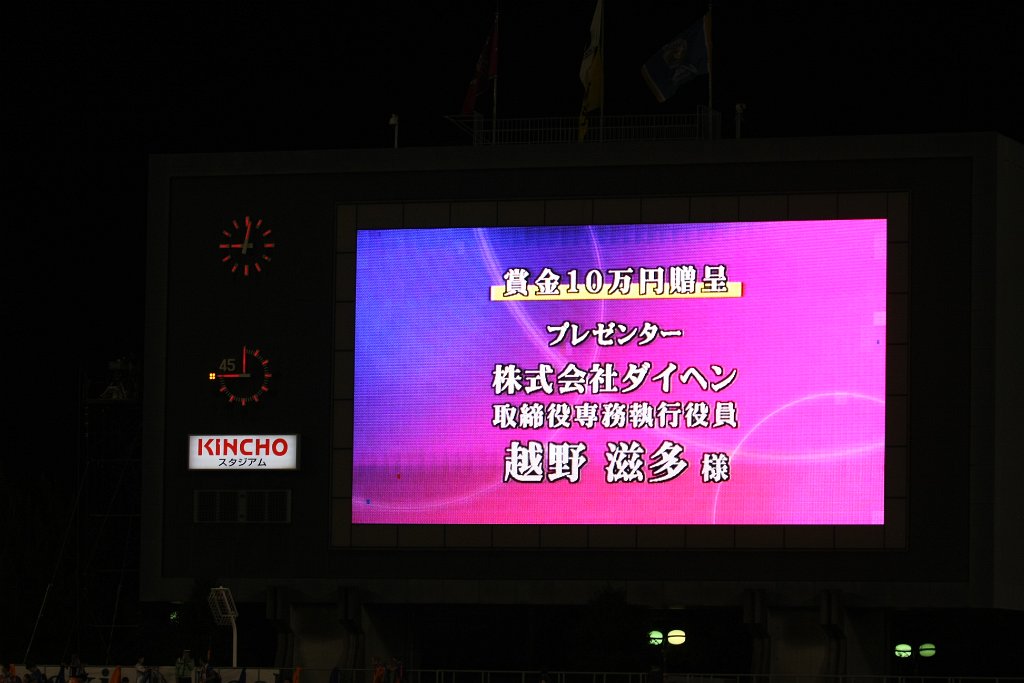 賞金10万円贈呈
プレゼンター
株式会社ダイヘン
取締役専務執行役員
越野 滋多 様
45
KINCHO
スタジアム